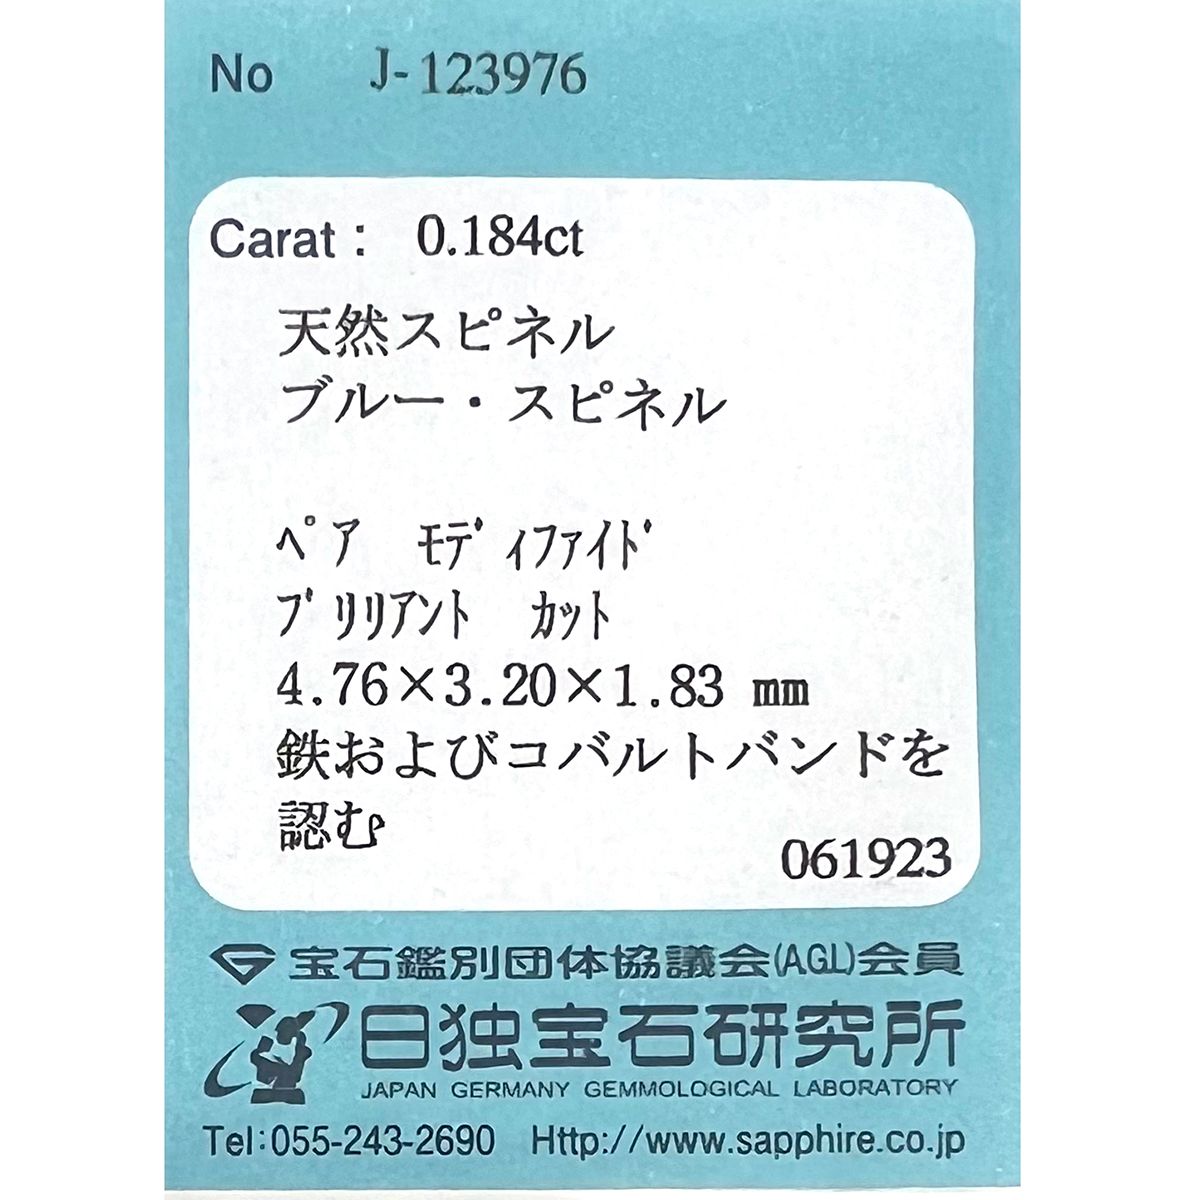 No J-123976
Carat: 0.184ct
天然スピネル
ブルー・スピネル
ﾍﾟｱ ﾓﾃﾞｨﾌｧｲﾄﾞ
ﾌﾞﾘﾘｱﾝﾄ ｶｯﾄ
4.76×3.20×1.83 ㎜
鉄およびコバルトバンドを
認む
061923
宝石鑑別団体協議会(AGL)会員
日独宝石研究所
JAPAN GERMANY GEMMOLOGICAL LABORATORY
Tel:055-243-2690 Http://www.sapphire.co.jp